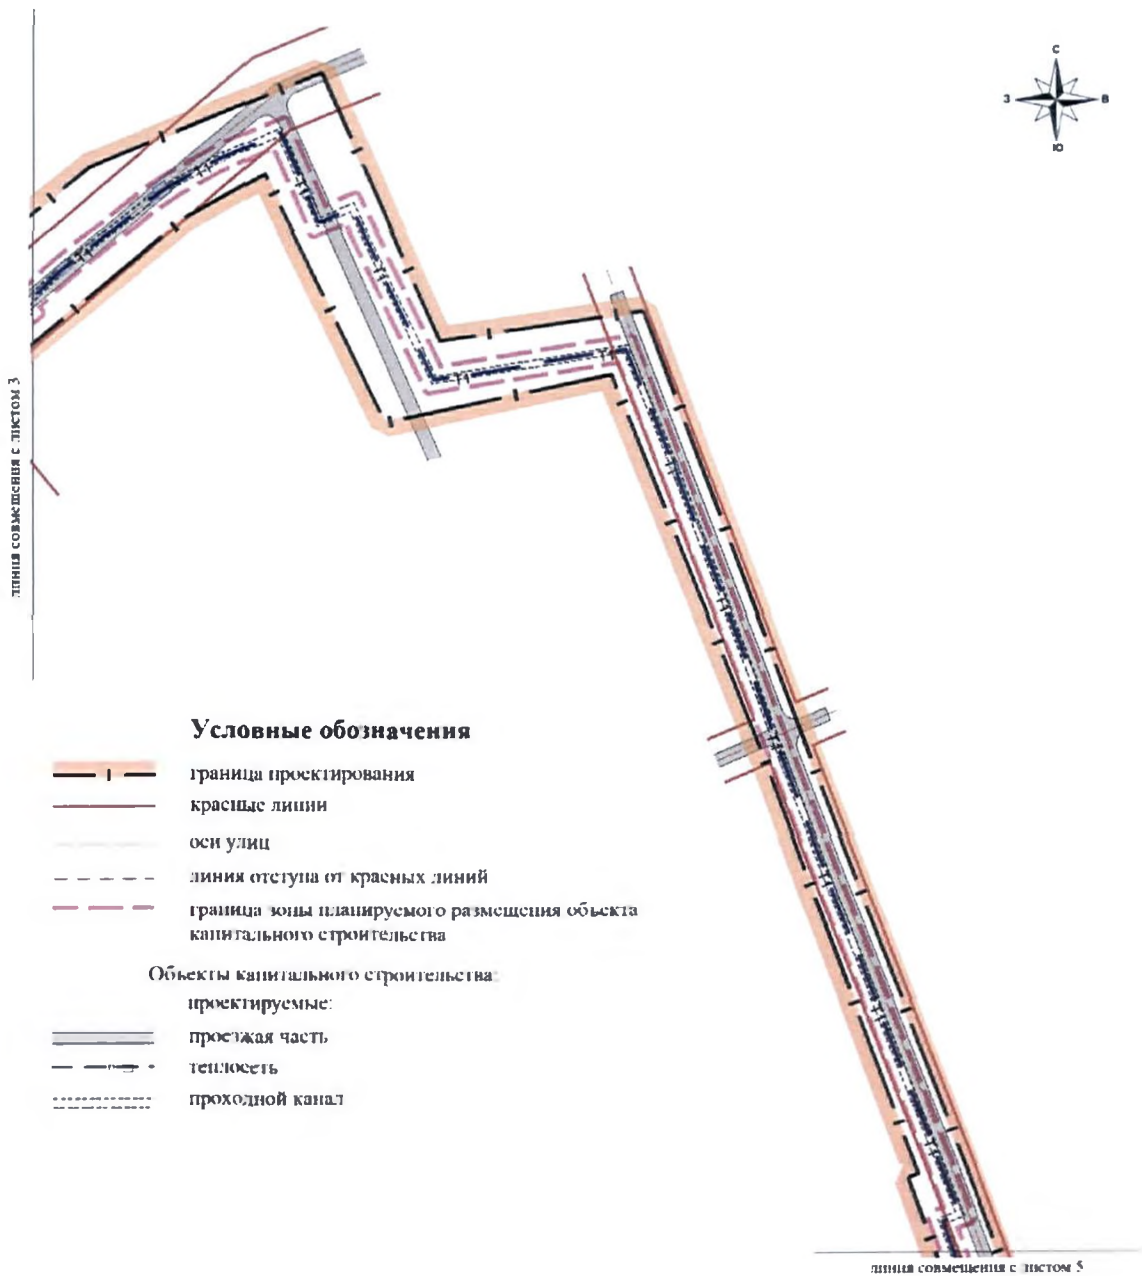 С
З
В
Ю
линия совмещения с листом 3
Условные обозначения
граница проектирования
красные линии
оси улиц
линия отступа от красных линий
граница зоны планируемого размещения объекта
капитального строительства
Объекты капитального строительства:
проектируемые:
проезжая часть
теплосеть
проходной канал
линия совмещения с листом 5